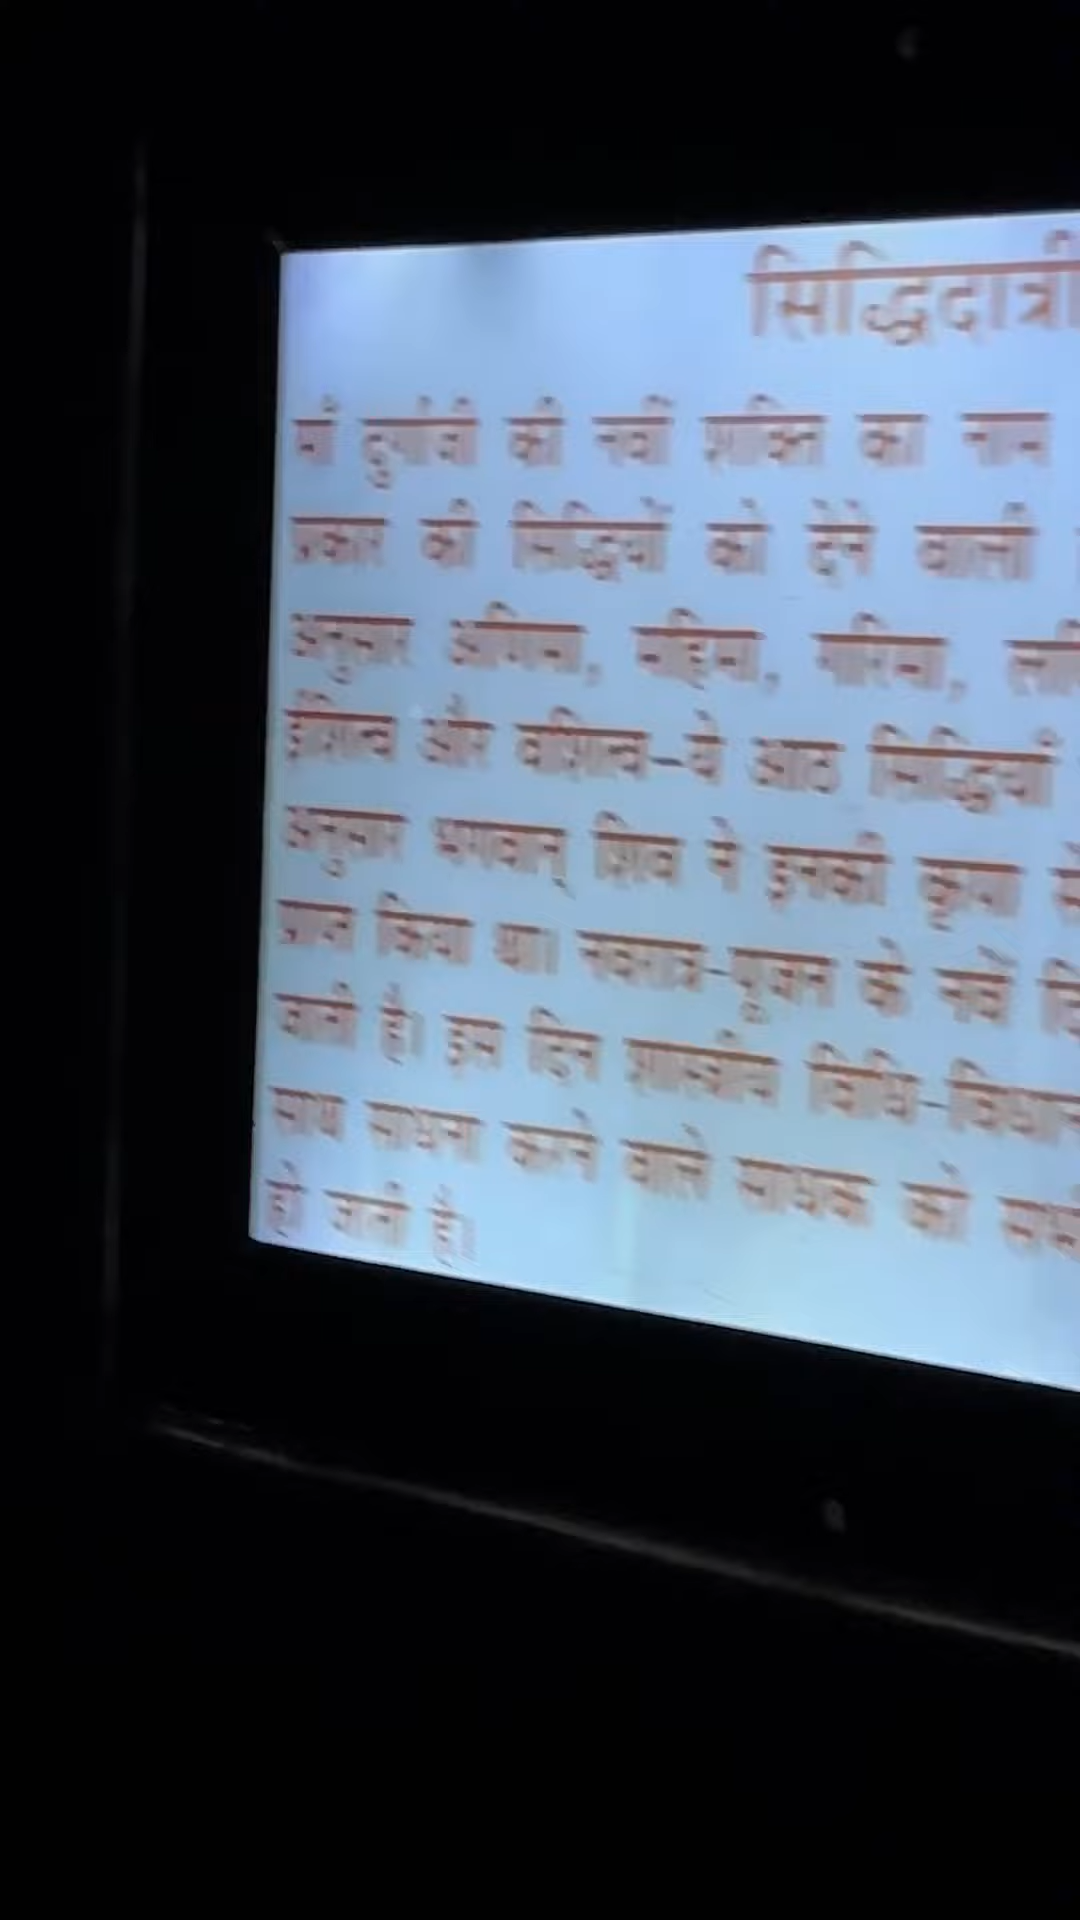 सिद्धिदात्री
माँ दुर्गाजी की नवीं शक्ति का नाम
प्रकार की सिद्धियों को देने वाली
अनुसार अणिमा, महिमा, गरिमा,
ईशित्व और वशित्व–ये आठ सिद्धियाँ
अनुसार भगवान् शिव ने इनकी कृपा से
प्राप्त किया था। नवरात्र-पूजन के नवें
जाती है। इस दिन शास्त्रीय विधि-विधान
साथ साधना करने वाले साधक को
हो जाती हैं।